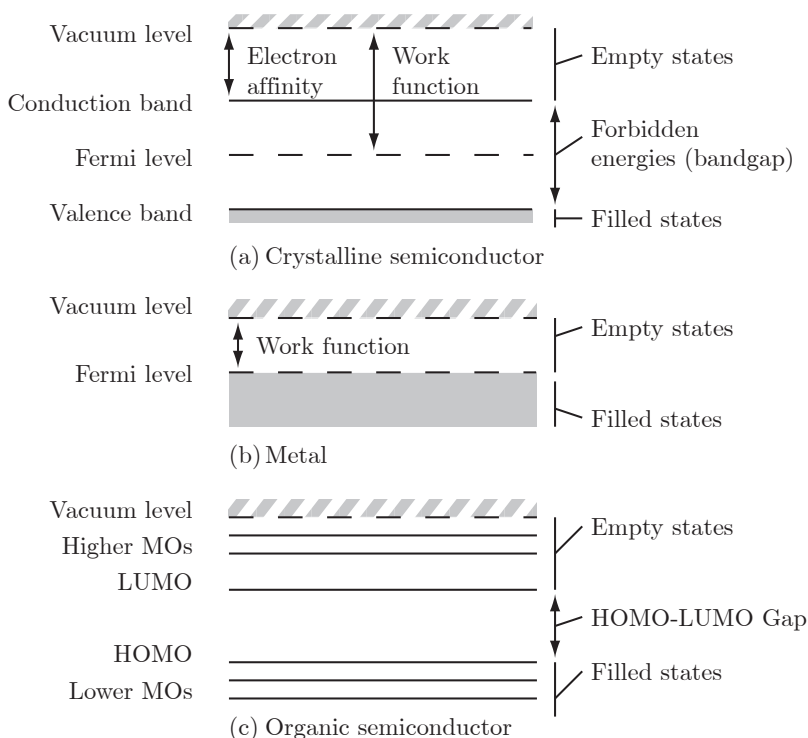 Vacuum level
Electron
affinity
Work
function
Empty states
Conduction band
Forbidden
energies (bandgap)
Fermi level
Valence band
Filled states
(a) Crystalline semiconductor
Vacuum level
Empty states
Work function
Fermi level
Filled states
(b) Metal
Vacuum level
Empty states
Higher MOs
LUMO
HOMO-LUMO Gap
HOMO
Filled states
Lower MOs
(c) Organic semiconductor